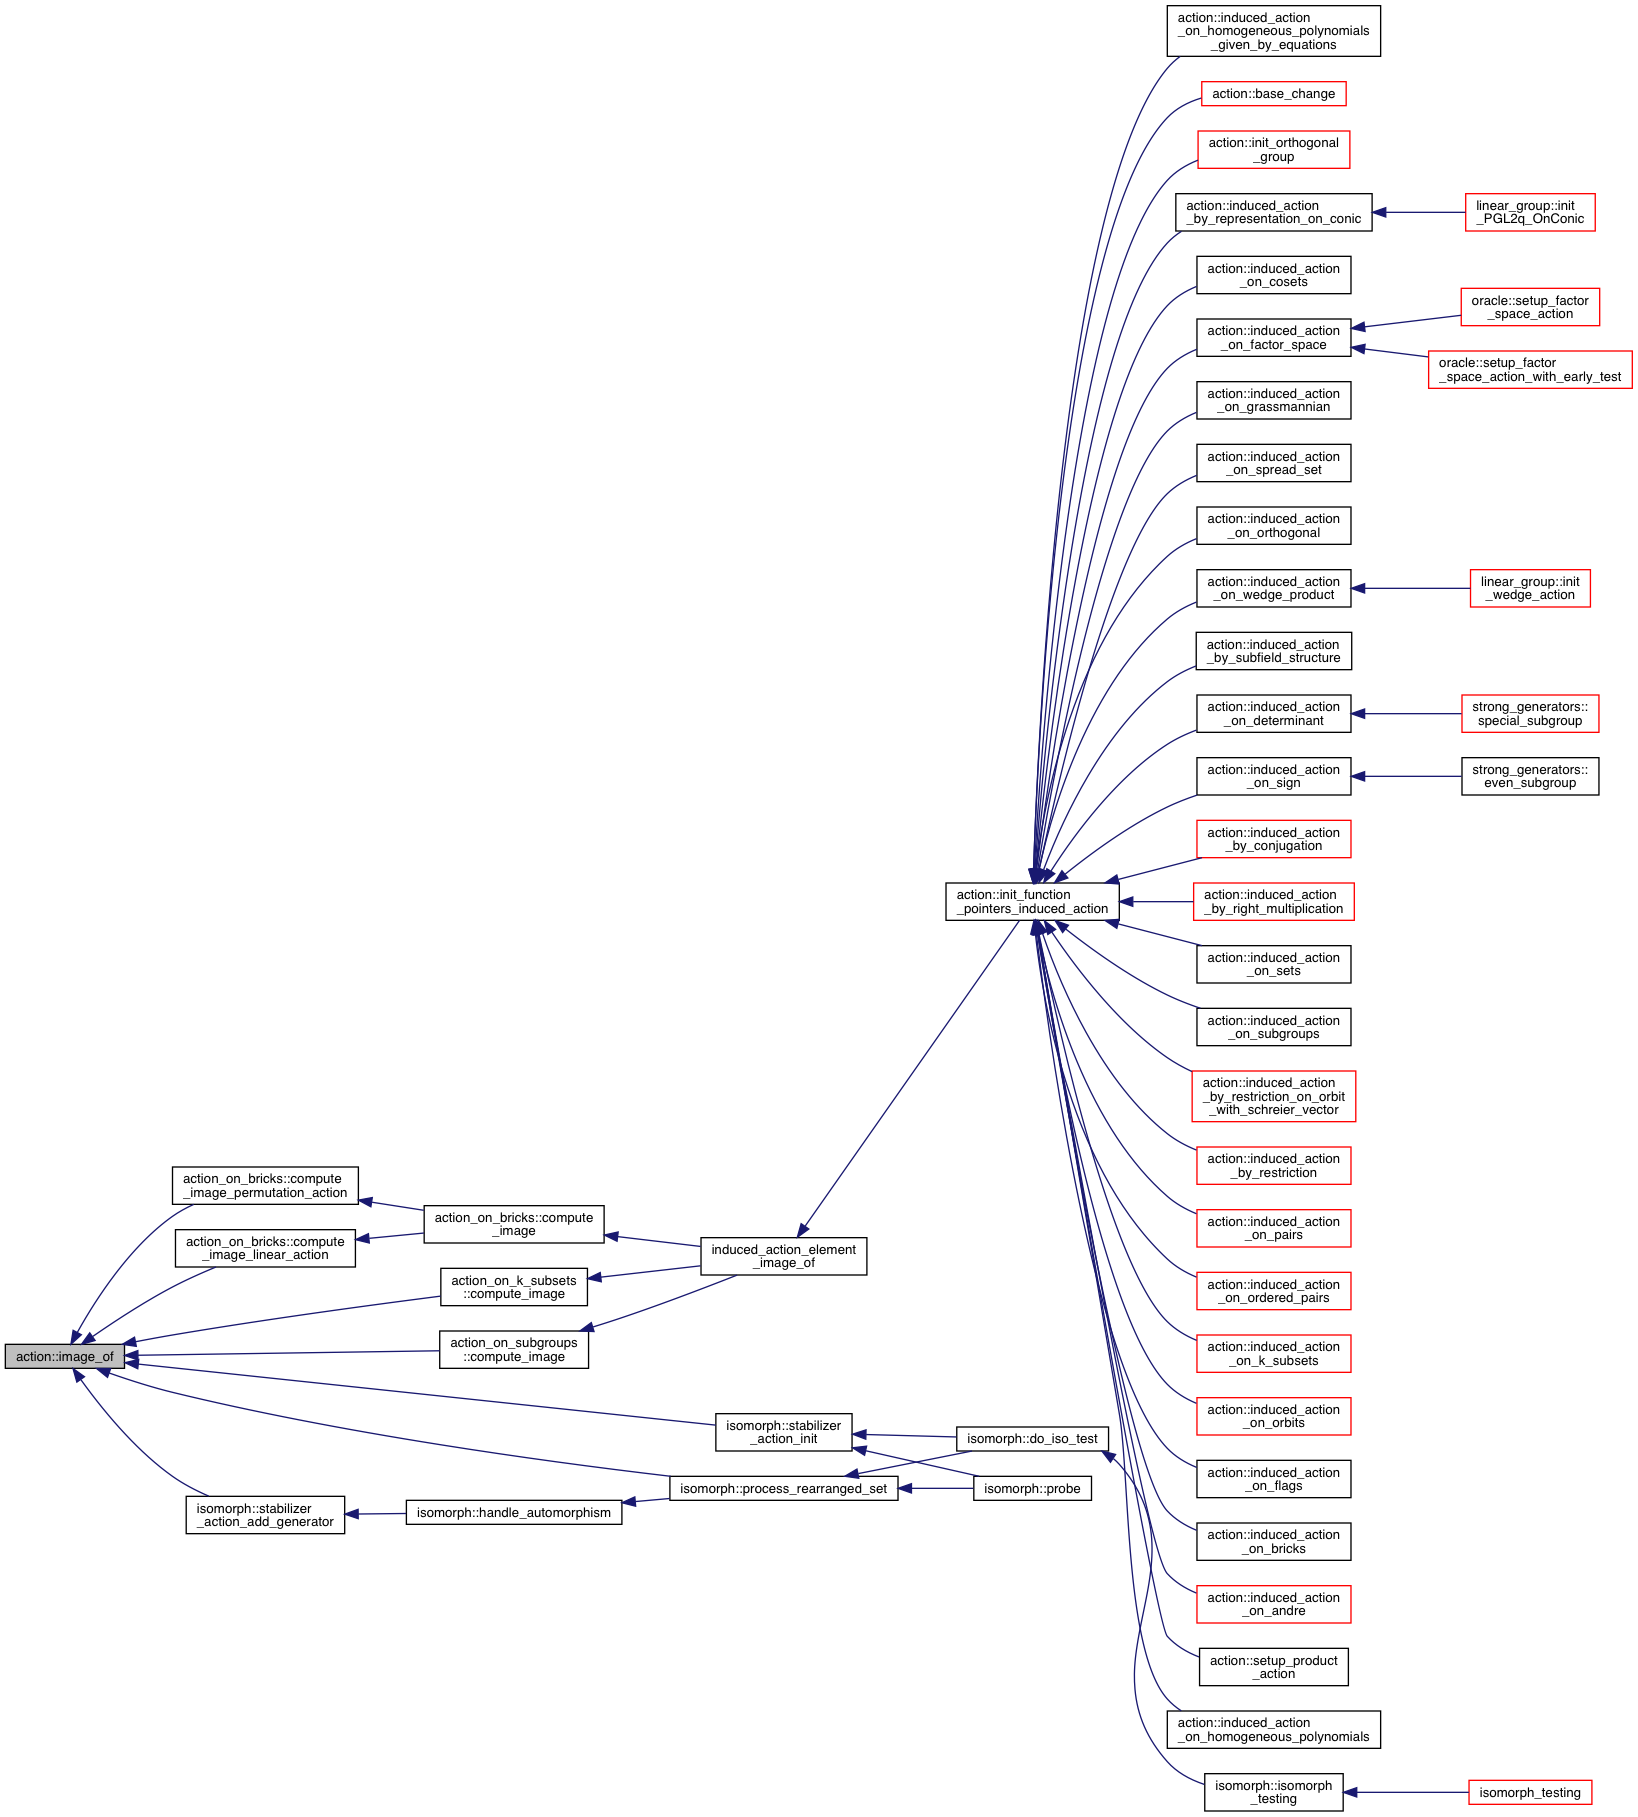 action::image_of
action_on_bricks::compute
_image_permutation_action
action_on_bricks::compute
_image_linear_action
action_on_bricks::compute
_image
action_on_k_subsets
::compute_image
action_on_subgroups
::compute_image
induced_action_element
_image_of
isomorph::stabilizer
_action_init
isomorph::process_rearranged_set
isomorph::stabilizer
_action_add_generator
isomorph::handle_automorphism
isomorph::do_iso_test
isomorph::probe
action::init_function
_pointers_induced_action
action::induced_action
_on_homogeneous_polynomials
_given_by_equations
action::base_change
action::init_orthogonal
_group
action::induced_action
_by_representation_on_conic
linear_group::init
_PGL2q_OnConic
action::induced_action
_on_cosets
action::induced_action
_on_factor_space
oracle::setup_factor
_space_action
oracle::setup_factor
_space_action_with_early_test
action::induced_action
_on_grassmannian
action::induced_action
_on_spread_set
action::induced_action
_on_orthogonal
action::induced_action
_on_wedge_product
linear_group::init
_wedge_action
action::induced_action
_by_subfield_structure
action::induced_action
_on_determinant
strong_generators::
special_subgroup
action::induced_action
_on_sign
strong_generators::
even_subgroup
action::induced_action
_by_conjugation
action::induced_action
_by_right_multiplication
action::induced_action
_on_sets
action::induced_action
_on_subgroups
action::induced_action
_by_restriction_on_orbit
_with_schreier_vector
action::induced_action
_by_restriction
action::induced_action
_on_pairs
action::induced_action
_on_ordered_pairs
action::induced_action
_on_k_subsets
action::induced_action
_on_orbits
action::induced_action
_on_flags
action::induced_action
_on_bricks
action::induced_action
_on_andre
action::setup_product
_action
action::induced_action
_on_homogeneous_polynomials
isomorph::isomorph
_testing
isomorph_testing